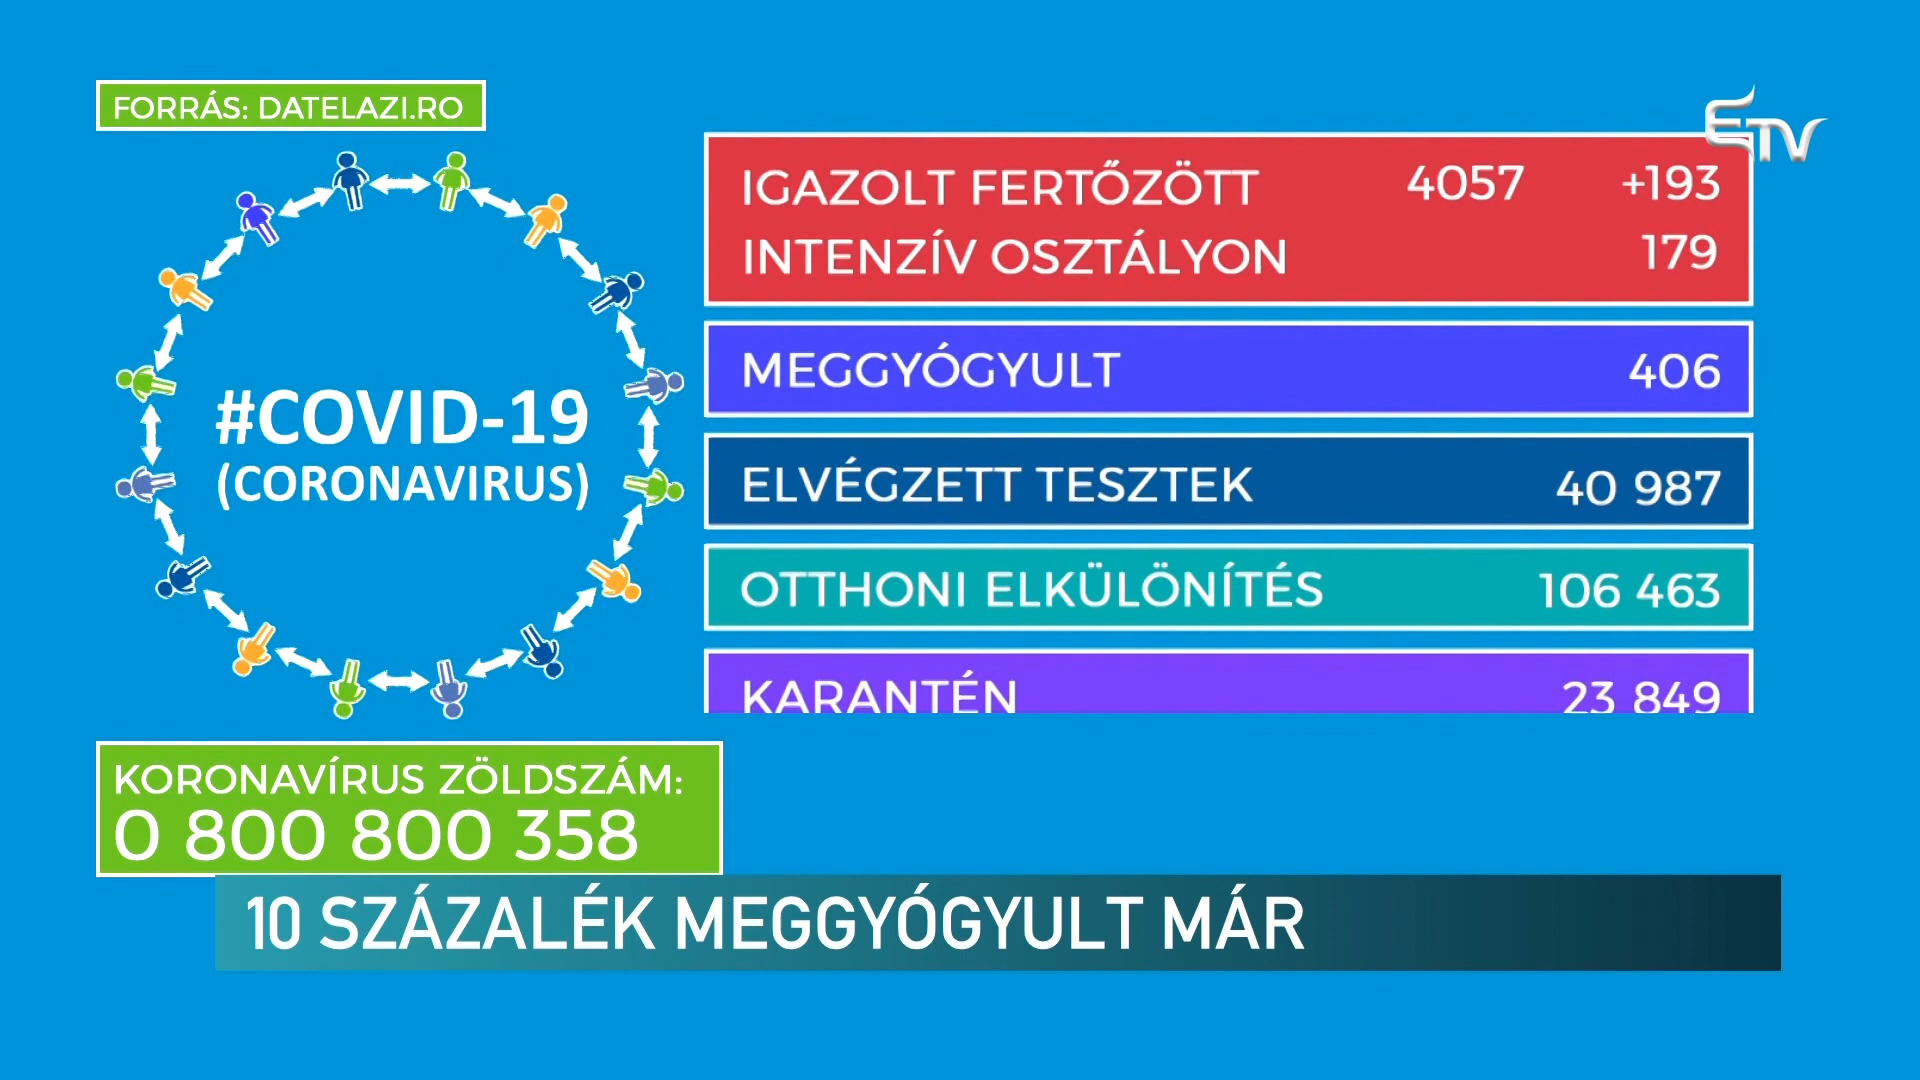 FORRÁS: DATELAZI.RO
ETV
IGAZOLT FERTŐZÖTT 4057 +193
INTENZÍV OSZTÁLYON 179
MEGGYÓGYULT 406
#COVID-19
(CORONAVIRUS)
ELVÉGZETT TESZTEK 40 987
OTTHONI ELKÜLÖNÍTÉS 106 463
KARANTÉN 23 849
KORONAVÍRUS ZÖLDSZÁM:
0 800 800 358
10 SZÁZALÉK MEGGYÓGYULT MÁR